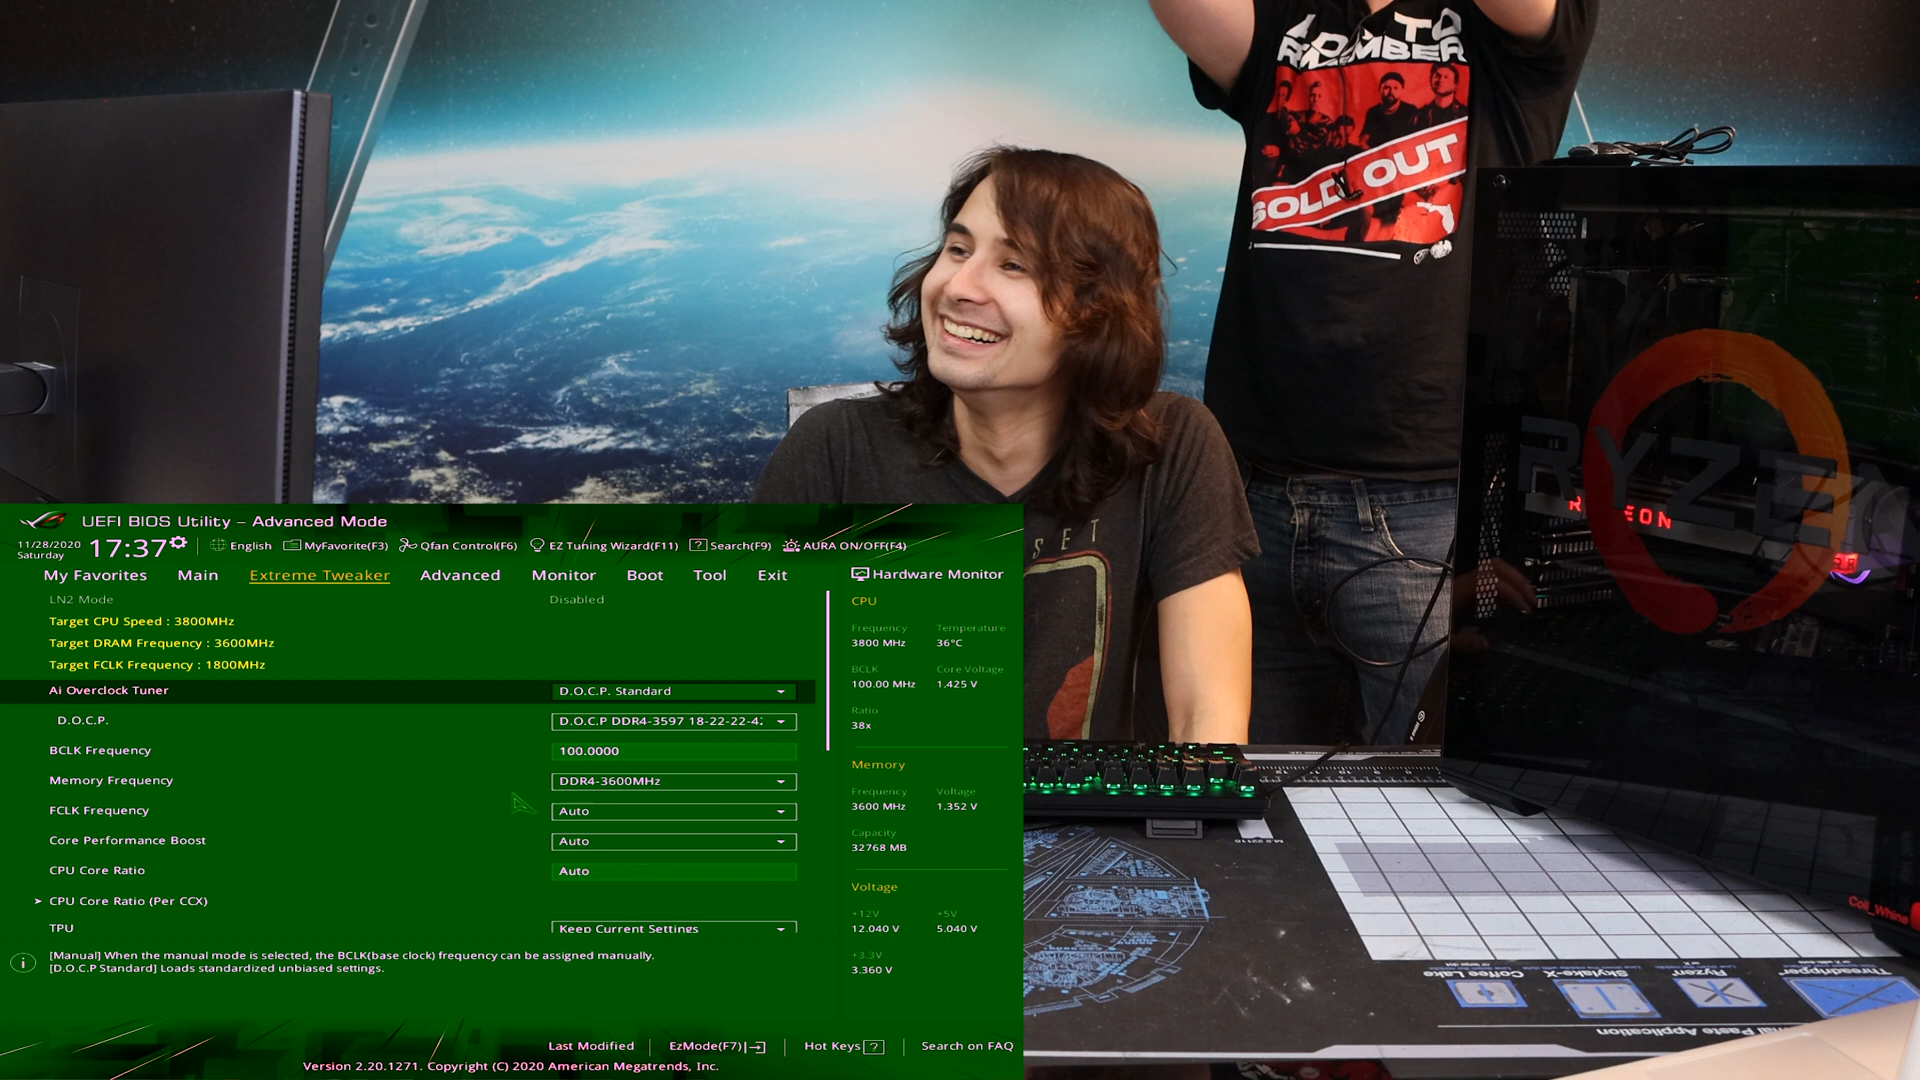 TO
REMEMBER
SOLD OUT
RYZEN
SET
UEFI BIOS Utility – Advanced Mode
11/28/2020
Saturday
17:37
English
MyFavorite(F3)
Qfan Control(F6)
EZ Tuning Wizard(F11)
Search(F9)
AURA ON/OFF(F4)
My Favorites
Main
Extreme Tweaker
Advanced
Monitor
Boot
Tool
Exit
Hardware Monitor
LN2 Mode
Disabled
Target CPU Speed : 3800MHz
Target DRAM Frequency : 3600MHz
Target FCLK Frequency : 1800MHz
Ai Overclock Tuner
D.O.C.P. Standard
D.O.C.P.
D.O.C.P DDR4-3597 18-22-22-42
BCLK Frequency
100.0000
Memory Frequency
DDR4-3600MHz
FCLK Frequency
Auto
Core Performance Boost
Auto
CPU Core Ratio
Auto
CPU Core Ratio (Per CCX)
TPU
Keep Current Settings
CPU
Frequency
Temperature
3800 MHz
36°C
BCLK
Core Voltage
100.00 MHz
1.425 V
Ratio
38x
Memory
Frequency
Voltage
3600 MHz
1.352 V
Capacity
32768 MB
Voltage
+12V
+5V
12.040 V
5.040 V
+3.3V
3.360 V
[Manual] When the manual mode is selected, the BCLK(base clock) frequency can be assigned manually.
[D.O.C.P Standard] Loads standardized unbiased settings.
Last Modified
EzMode(F7)
Hot Keys ?
Search on FAQ
Version 2.20.1271. Copyright (C) 2020 American Megatrends, Inc.
Coil_Whine
Coffee Lake
Skylake-X
Ryzen
Threadripper
Paste Application